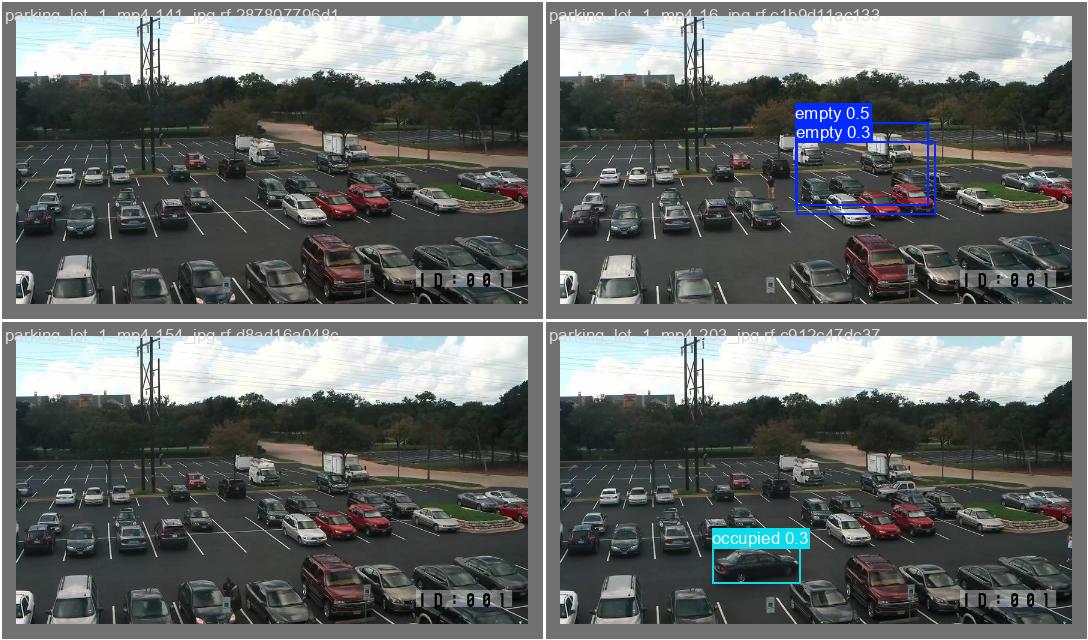 parking_lot_1_mp4-141_jpg.rf.287807796d1
parking_lot_1_mp4-16_jpg.rf.c1b9d11ac133
empty 0.5
empty 0.3
ID:001
ID:001
parking_lot_1_mp4-154_jpg.rf.d8ad16a048c
parking_lot_1_mp4-203_jpg.rf.c912c47dc37
occupied 0.3
ID:001
ID:001